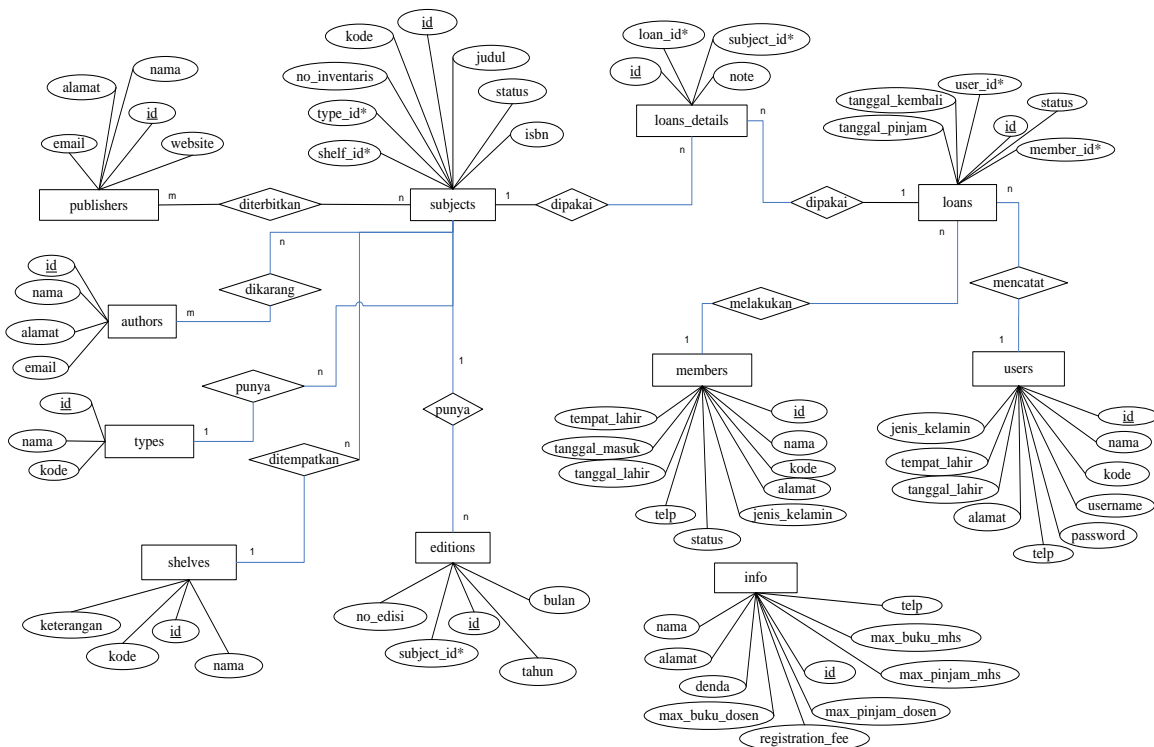 id
kode
judul
no_inventaris
status
type_id*
isbn
shelf_id*
nama
alamat
id
email
website
publishers
m
diterbitkan
n
subjects
1
dipakai
n
loan_id*
subject_id*
id
note
loans_details
n
dipakai
1
user_id*
tanggal_kembali
status
tanggal_pinjam
id
member_id*
loans
n
n
mencatat
1
melakukan
1
n
dikarang
m
id
nama
alamat
email
authors
n
punya
1
id
nama
kode
types
n
ditempatkan
1
shelves
keterangan
kode
id
nama
1
punya
n
editions
no_edisi
subject_id*
id
bulan
tahun
members
tempat_lahir
tanggal_masuk
tanggal_lahir
telp
status
id
nama
kode
alamat
jenis_kelamin
users
jenis_kelamin
tempat_lahir
tanggal_lahir
alamat
telp
id
nama
kode
username
password
info
nama
alamat
denda
max_buku_dosen
registration_fee
telp
max_buku_mhs
max_pinjam_mhs
id
max_pinjam_dosen